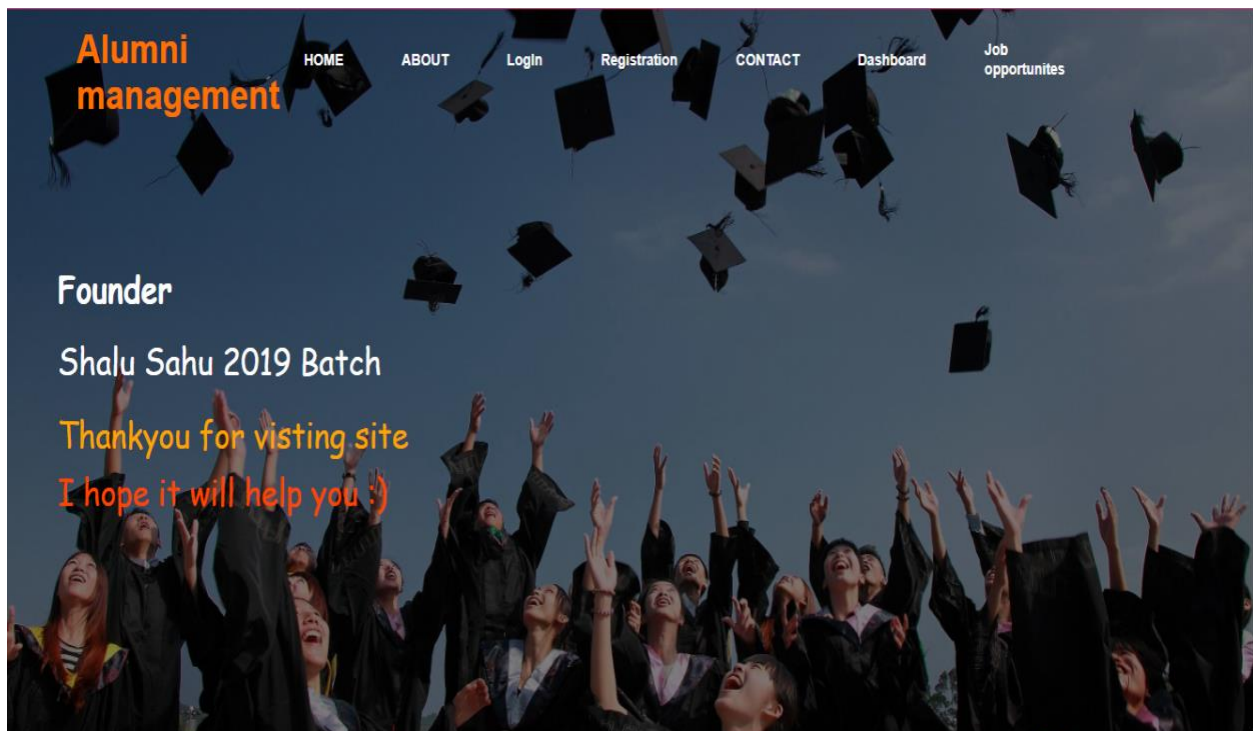 Alumni
management
HOME ABOUT LogIn Registration CONTACT Dashboard Job
opportunites
Founder
Shalu Sahu 2019 Batch
Thankyou for visting site
I hope it will help you :)